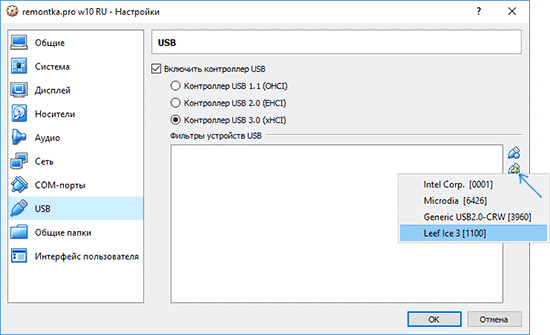 remontka.pro w10 RU - Настройки
Общие
Система
Дисплей
Носители
Аудио
Сеть
COM-порты
USB
Общие папки
Интерфейс пользователя
USB
Включить контроллер USB
Контроллер USB 1.1 (OHCI)
Контроллер USB 2.0 (EHCI)
Контроллер USB 3.0 (xHCI)
Фильтры устройств USB
Intel Corp. [0001]
Microdia [6426]
Generic USB2.0-CRW [3960]
Leef Ice 3 [1100]
OK
Отмена